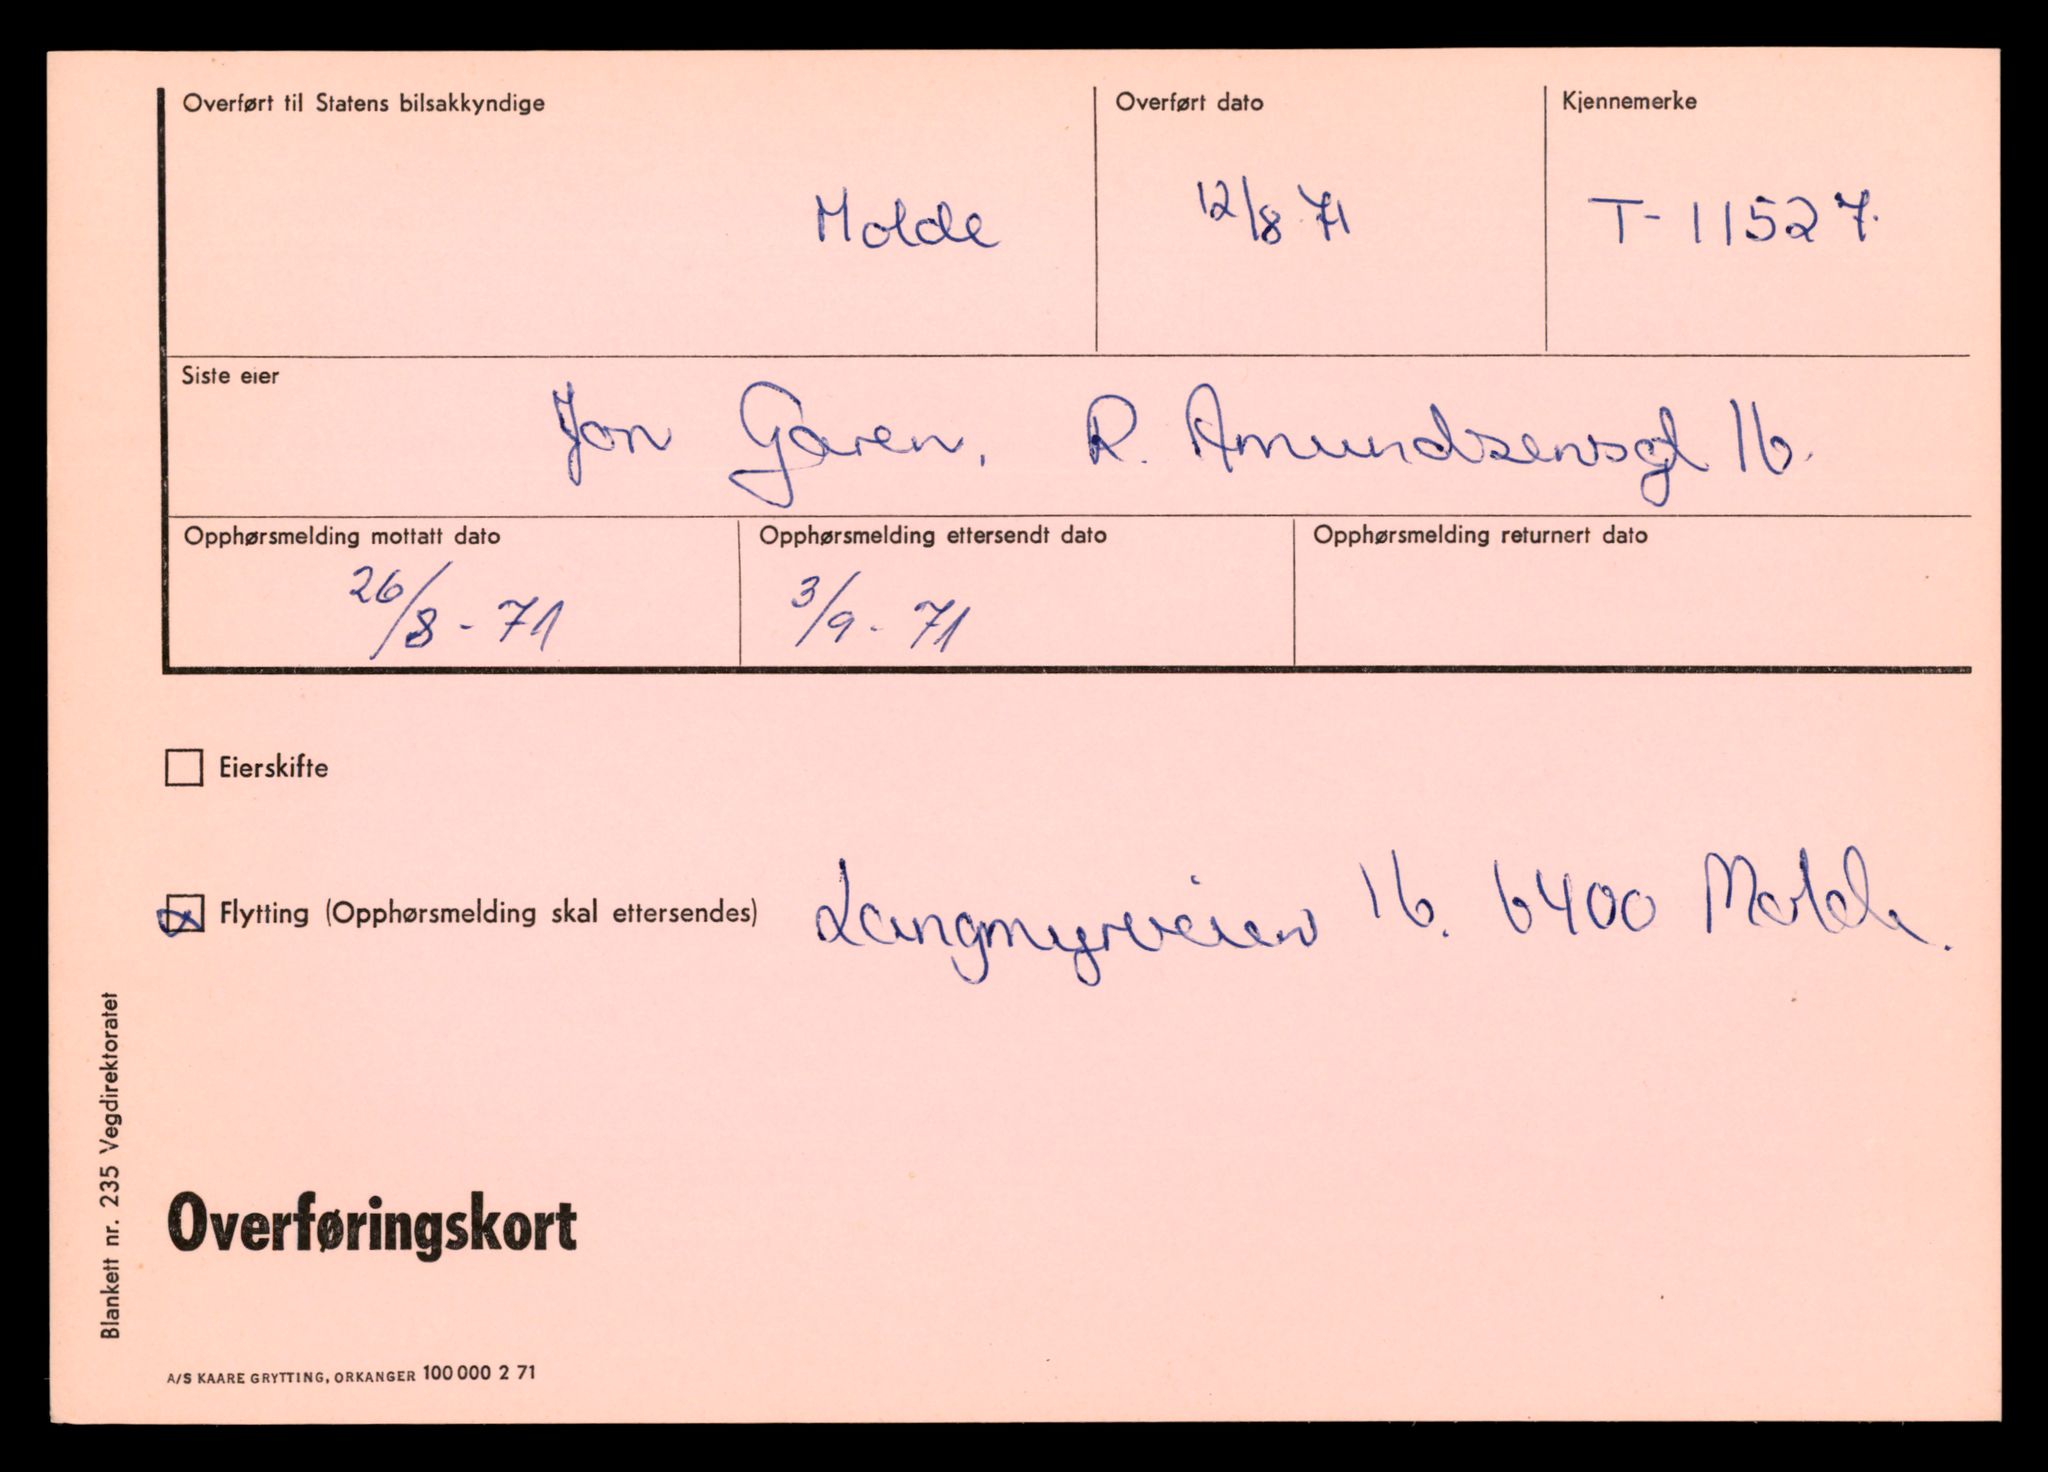 Overført til Statens bilsakkyndige
Overført dato
Kjennemerke
Molde
12/8 71
T-11527.
Siste eier
Jon Garen. R. Amundsensgt 16.
Opphørsmelding mottatt dato
Opphørsmelding ettersendt dato
Opphørsmelding returnert dato
26/8 - 71
3/9 - 71
Eierskifte
Flytting (Opphørsmelding skal ettersendes) Langmyrveien 16. 6400 Molde.
Blankett nr. 235 Vegdirektoratet
Overføringskort
A/S KAARE GRYTTING, ORKANGER 100 000 2 71